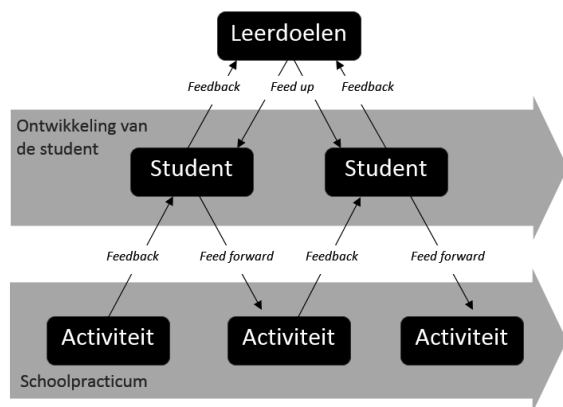 Leerdoelen
Feedback
Feed up
Feedback
Ontwikkeling van
de student
Student
Student
Feedback
Feed forward
Feedback
Feed forward
Activiteit
Activiteit
Activiteit
Schoolpracticum